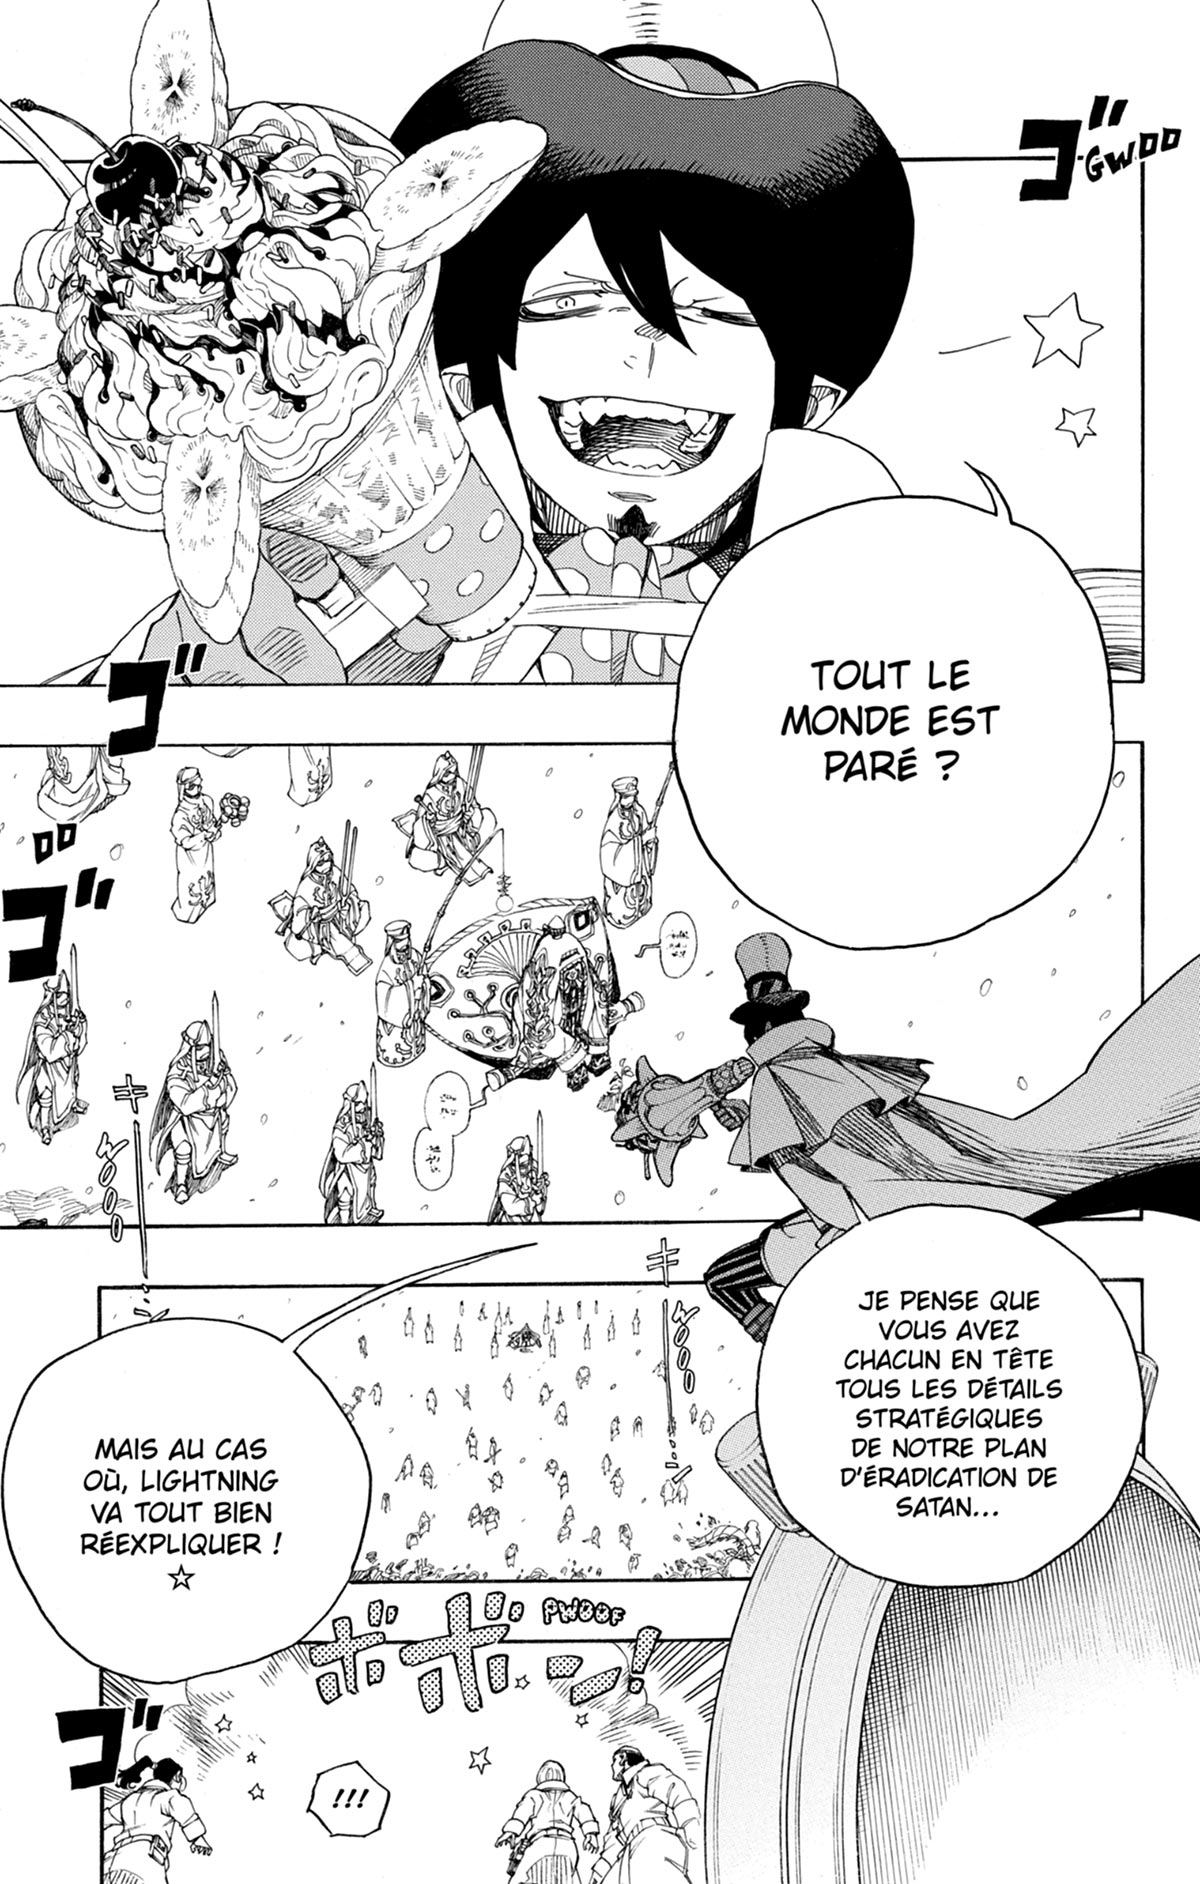 ゴ
GWOO
TOUT LE
MONDE EST
PARÉ ?
ゴ
ゴ
キ
WOOO
キ
WOOO
JE PENSE QUE
VOUS AVEZ
CHACUN EN TÊTE
TOUS LES DÉTAILS
STRATÉGIQUES
DE NOTRE PLAN
D'ÉRADICATION DE
SATAN...
MAIS AU CAS
OÙ, LIGHTNING
VA TOUT BIEN
RÉEXPLIQUER !
☆
ボボン!
PWOOF
ゴ
!!!